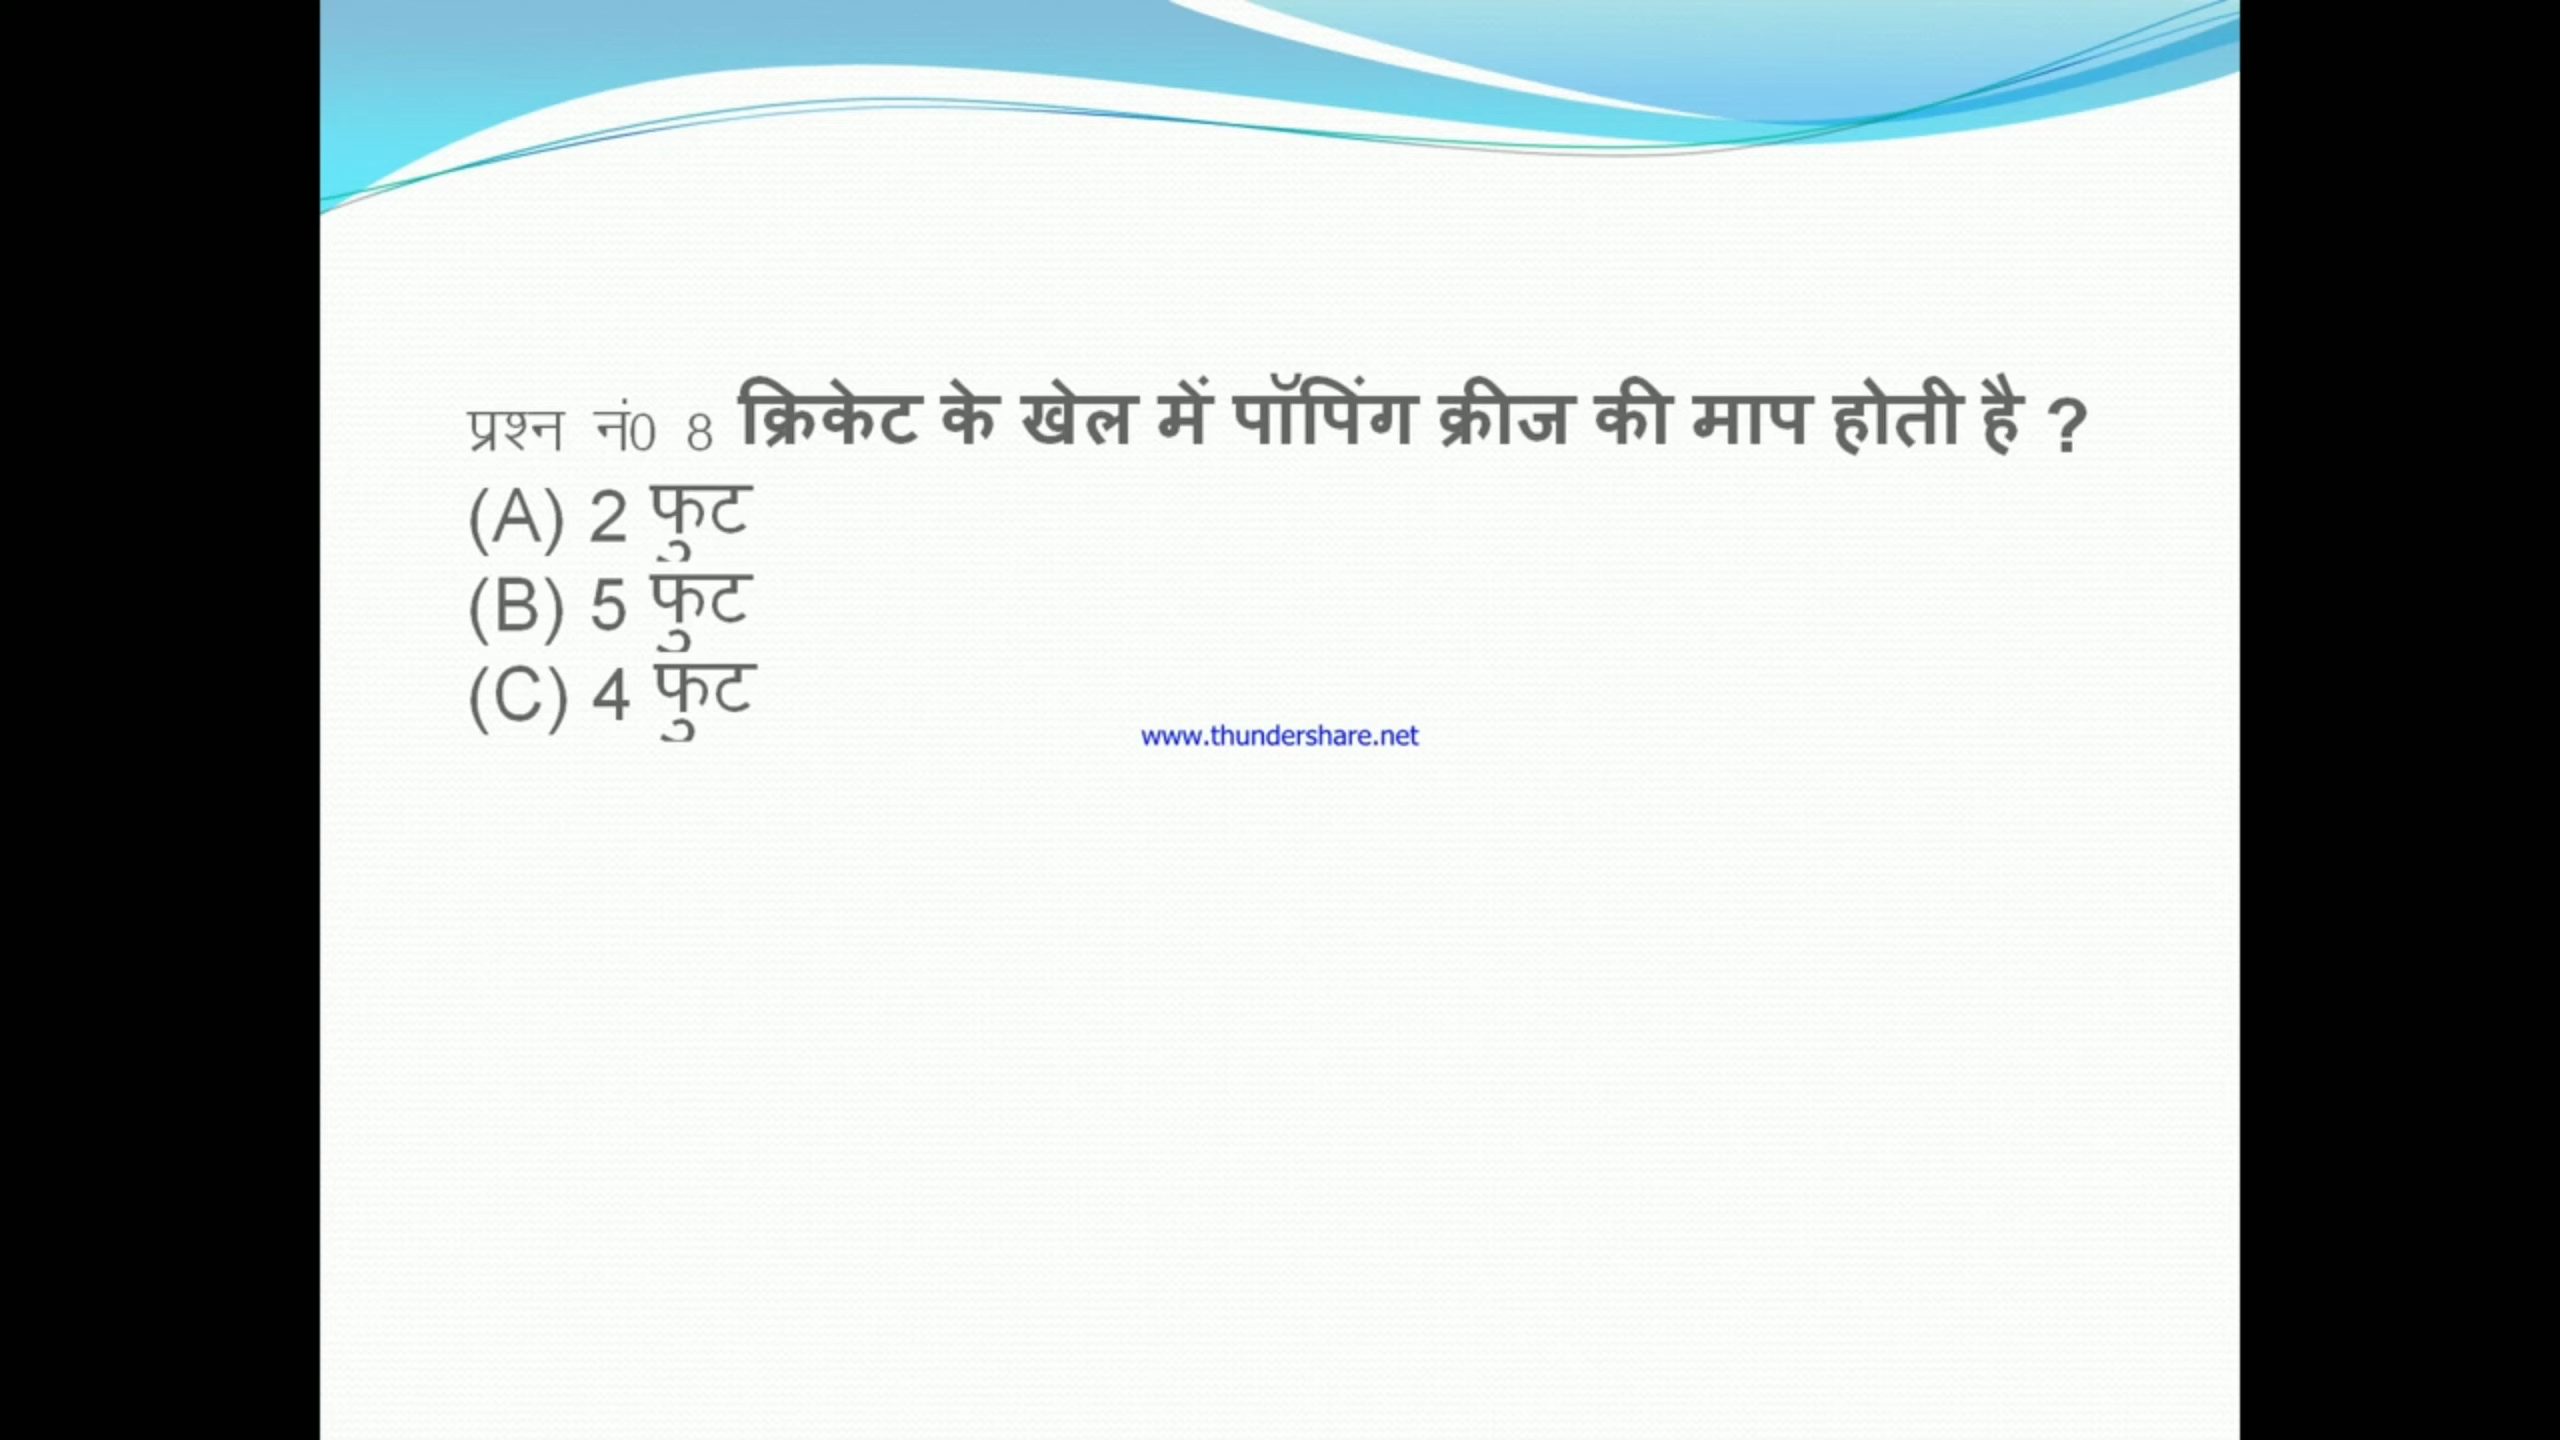 प्रश्न नं0 8 क्रिकेट के खेल में पॉपिंग क्रीज की माप होती है ?
(A) 2 फुट
(B) 5 फुट
(C) 4 फुट
www.thundershare.net